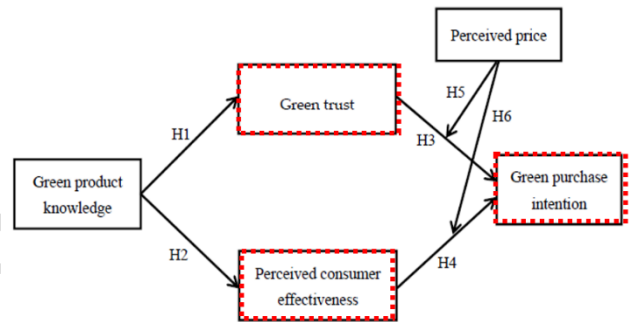 Perceived price
Green trust
H5
H6
H1
H3
Green product
knowledge
Green purchase
intention
H2
H4
Perceived consumer
effectiveness